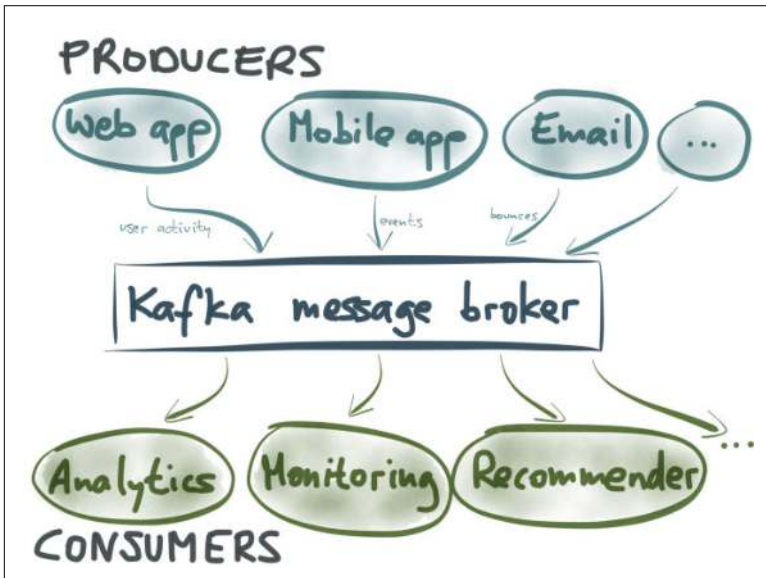 PRODUCERS
Web app
Mobile app
Email
...
user activity
events
bounces
Kafka message broker
...
Analytics
Monitoring
Recommender
CONSUMERS